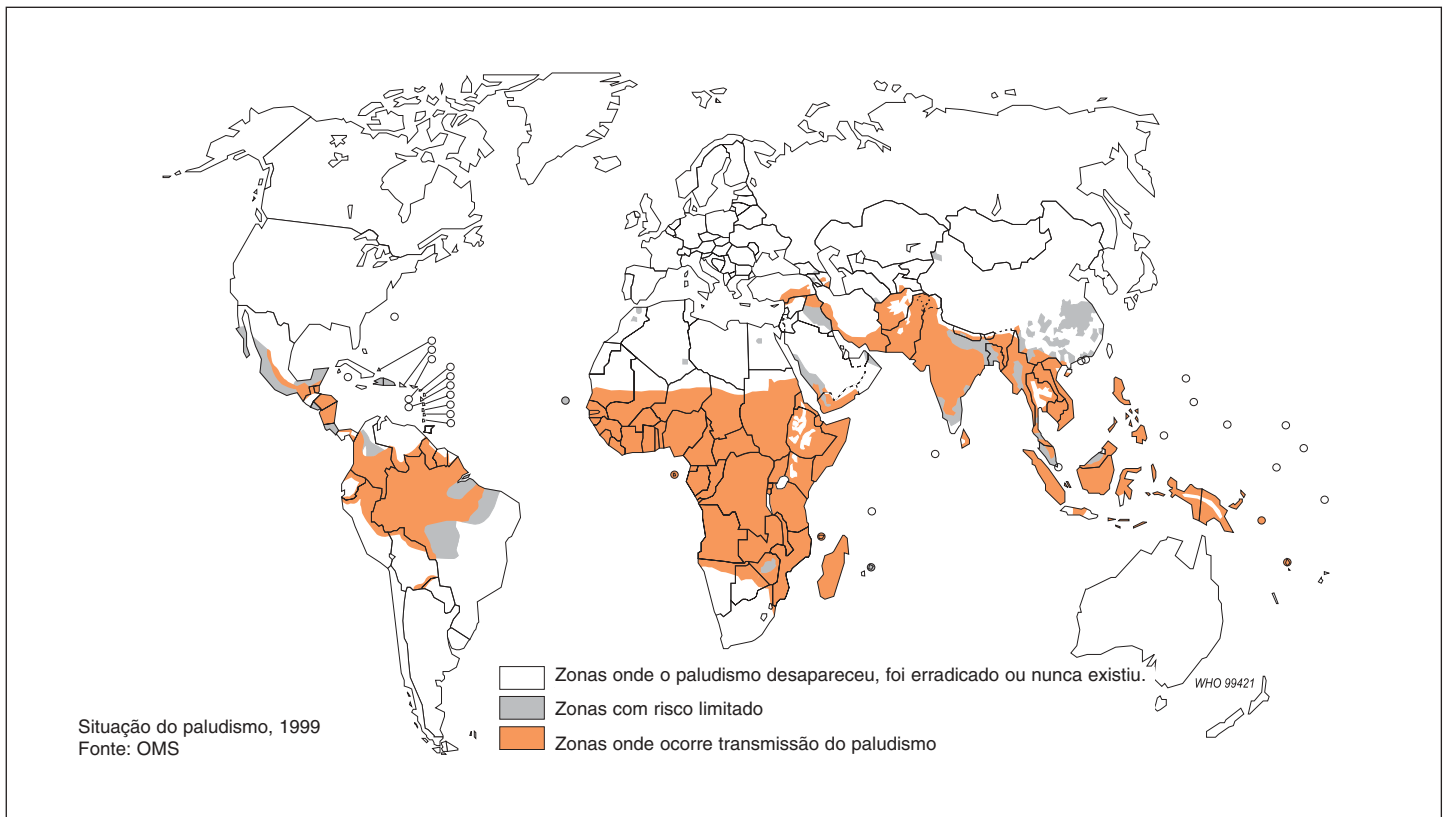 Zonas onde o paludismo desapareceu, foi erradicado ou nunca existiu.
WHO 99421
Zonas com risco limitado
Situação do paludismo, 1999
Zonas onde ocorre transmissão do paludismo
Fonte: OMS